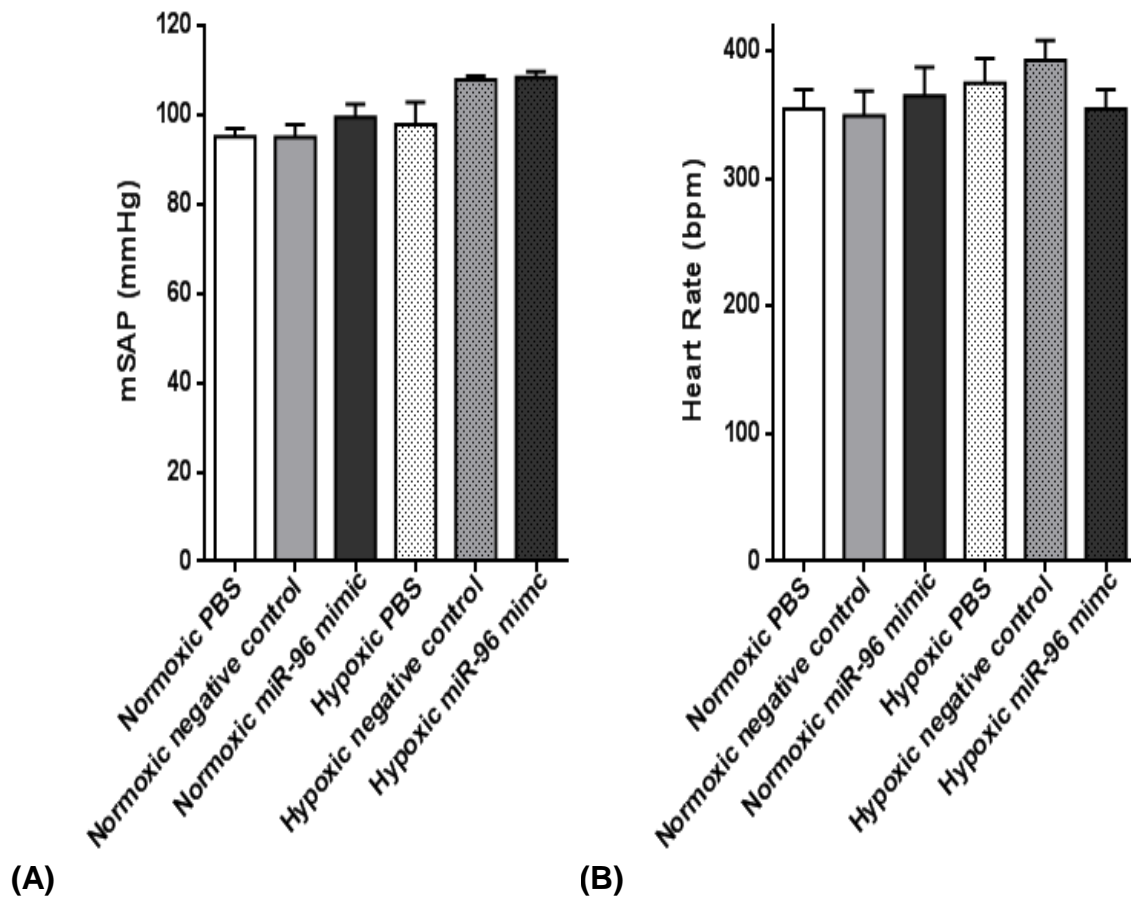 120
100
80
60
40
20
0
mSAP (mmHg)
Normoxic PBS
Normoxic negative control
Normoxic miR-96 mimic
Hypoxic PBS
Hypoxic negative control
Hypoxic miR-96 mimc
(A)
400
300
200
100
0
Heart Rate (bpm)
Normoxic PBS
Normoxic negative control
Normoxic miR-96 mimic
Hypoxic PBS
Hypoxic negative control
Hypoxic miR-96 mimc
(B)